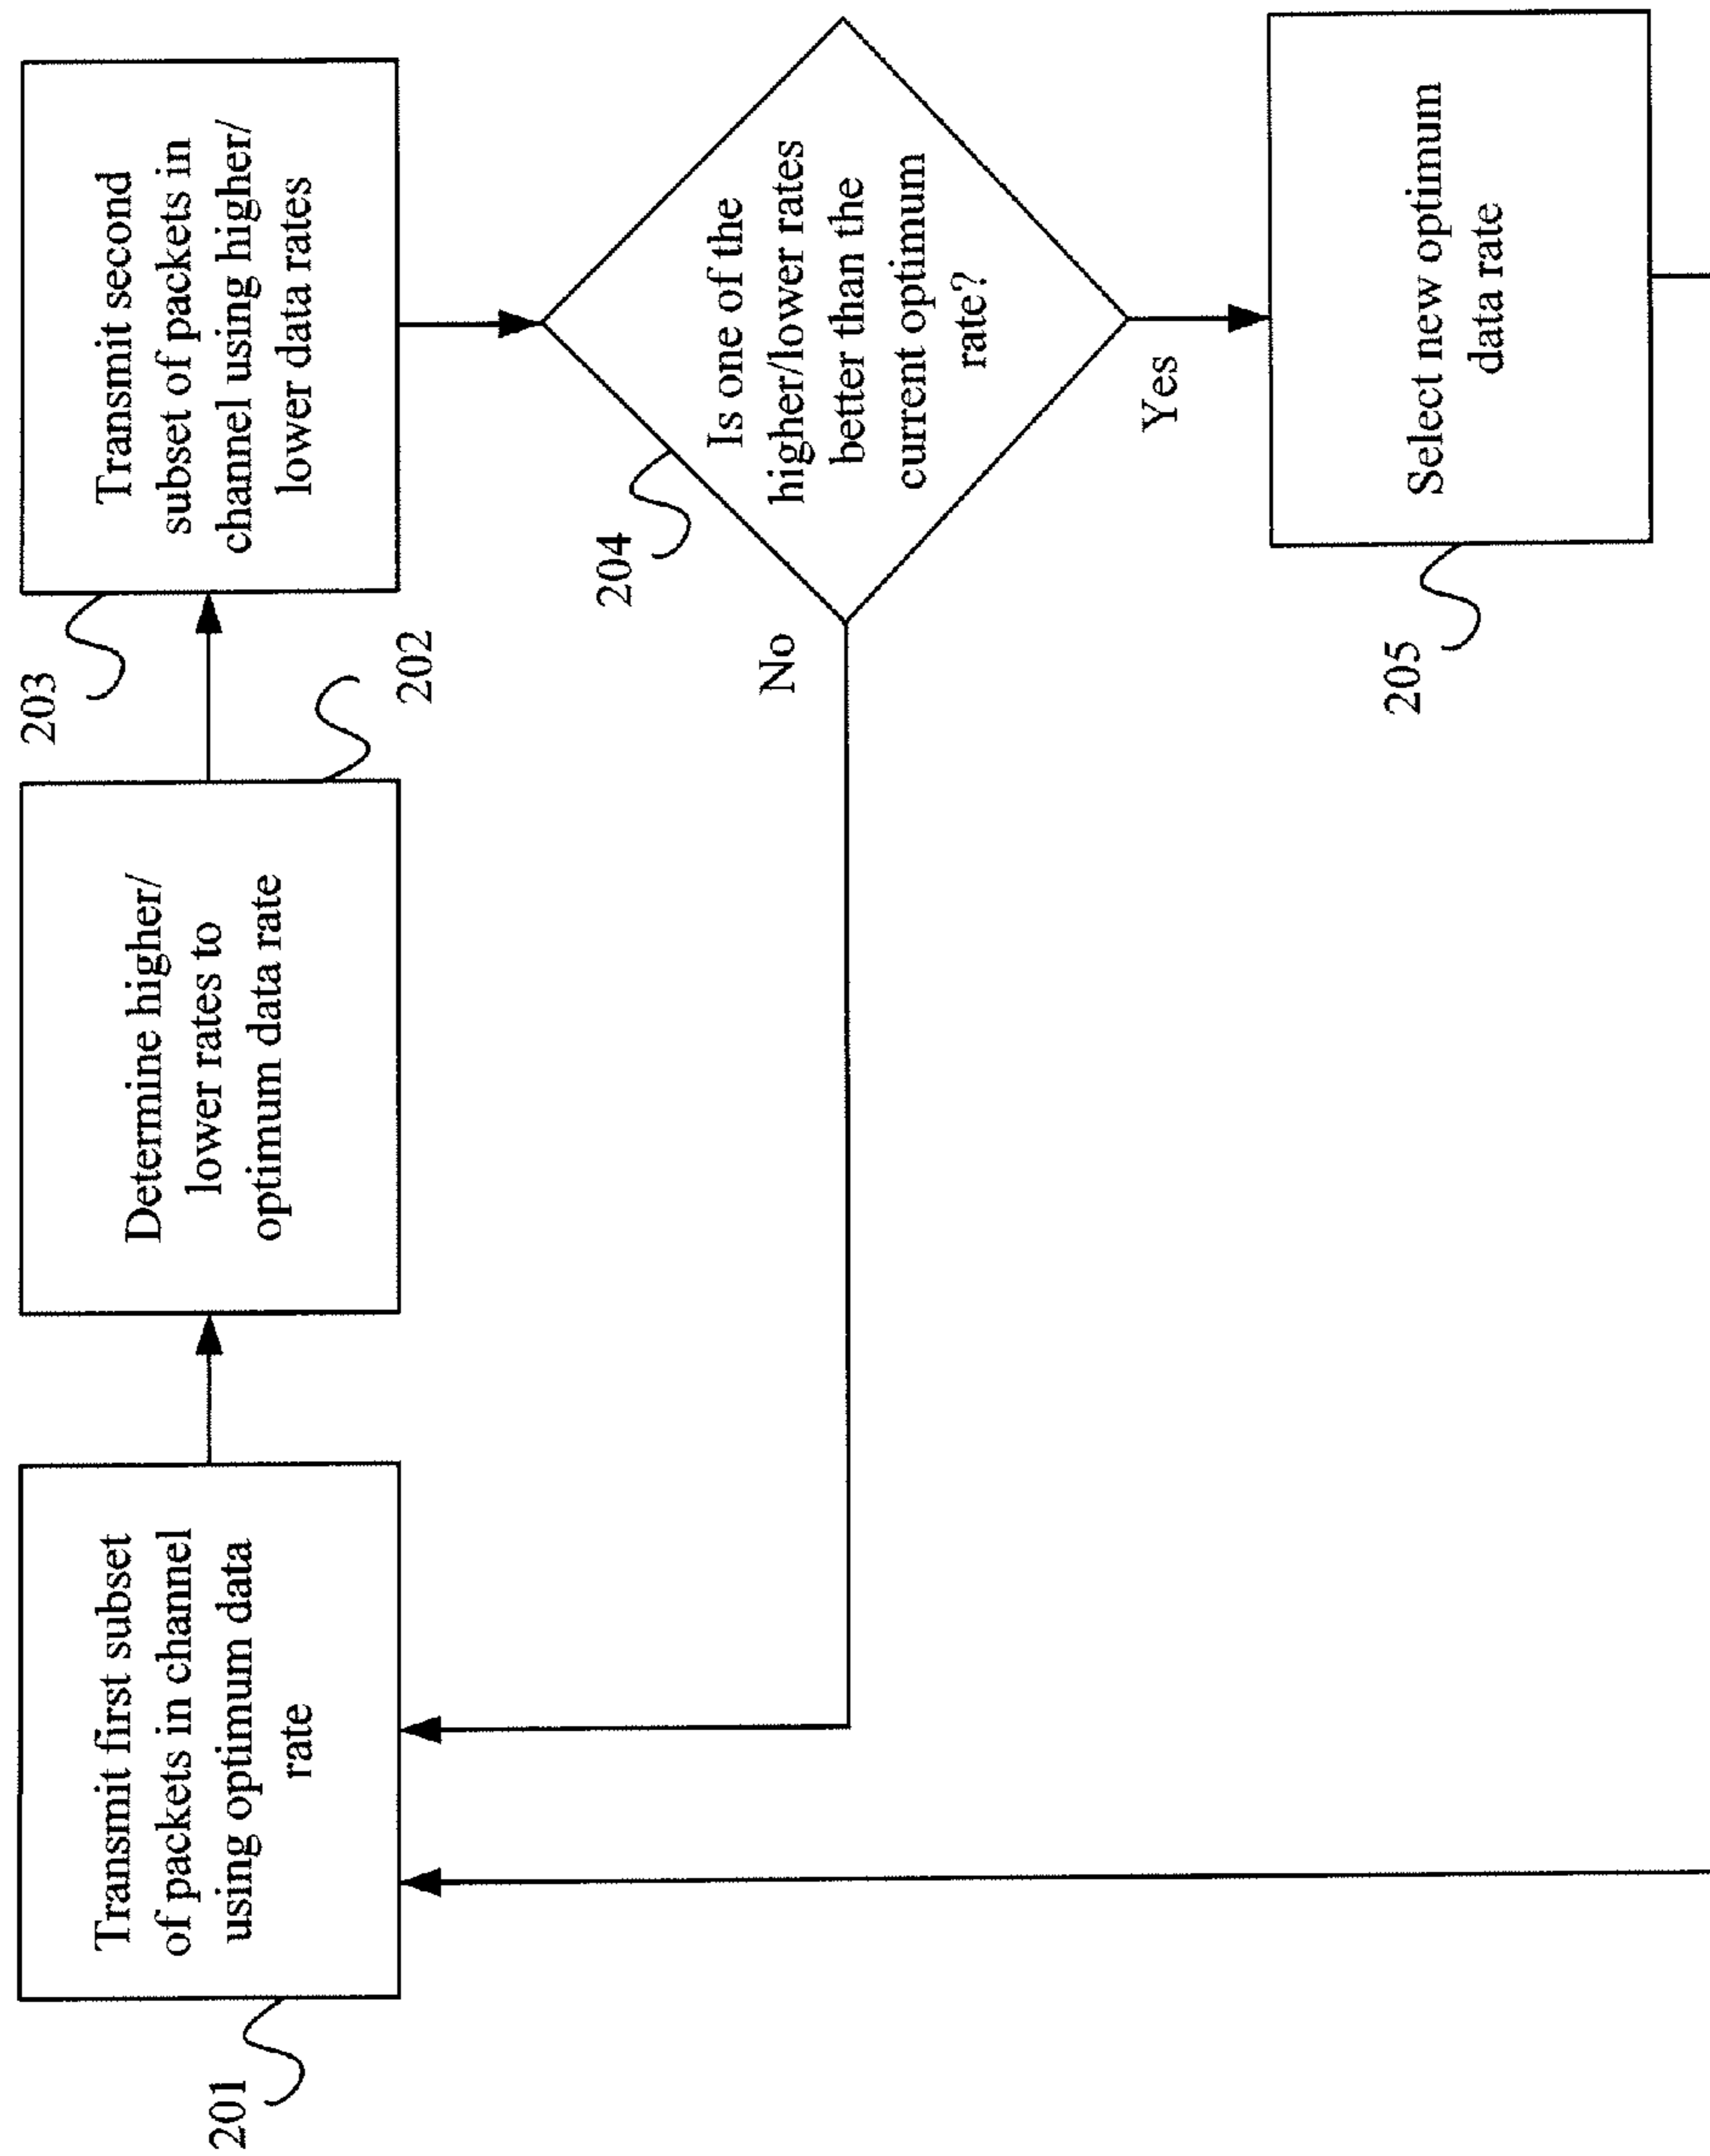 201
Transmit first subset
of packets in channel
using optimum data
rate
Determine higher/
lower rates to
optimum data rate
202
203
Transmit second
subset of packets in
channel using higher/
lower data rates
204
Is one of the
higher/lower rates
better than the
current optimum
rate?
No
Yes
205
Select new optimum
data rate